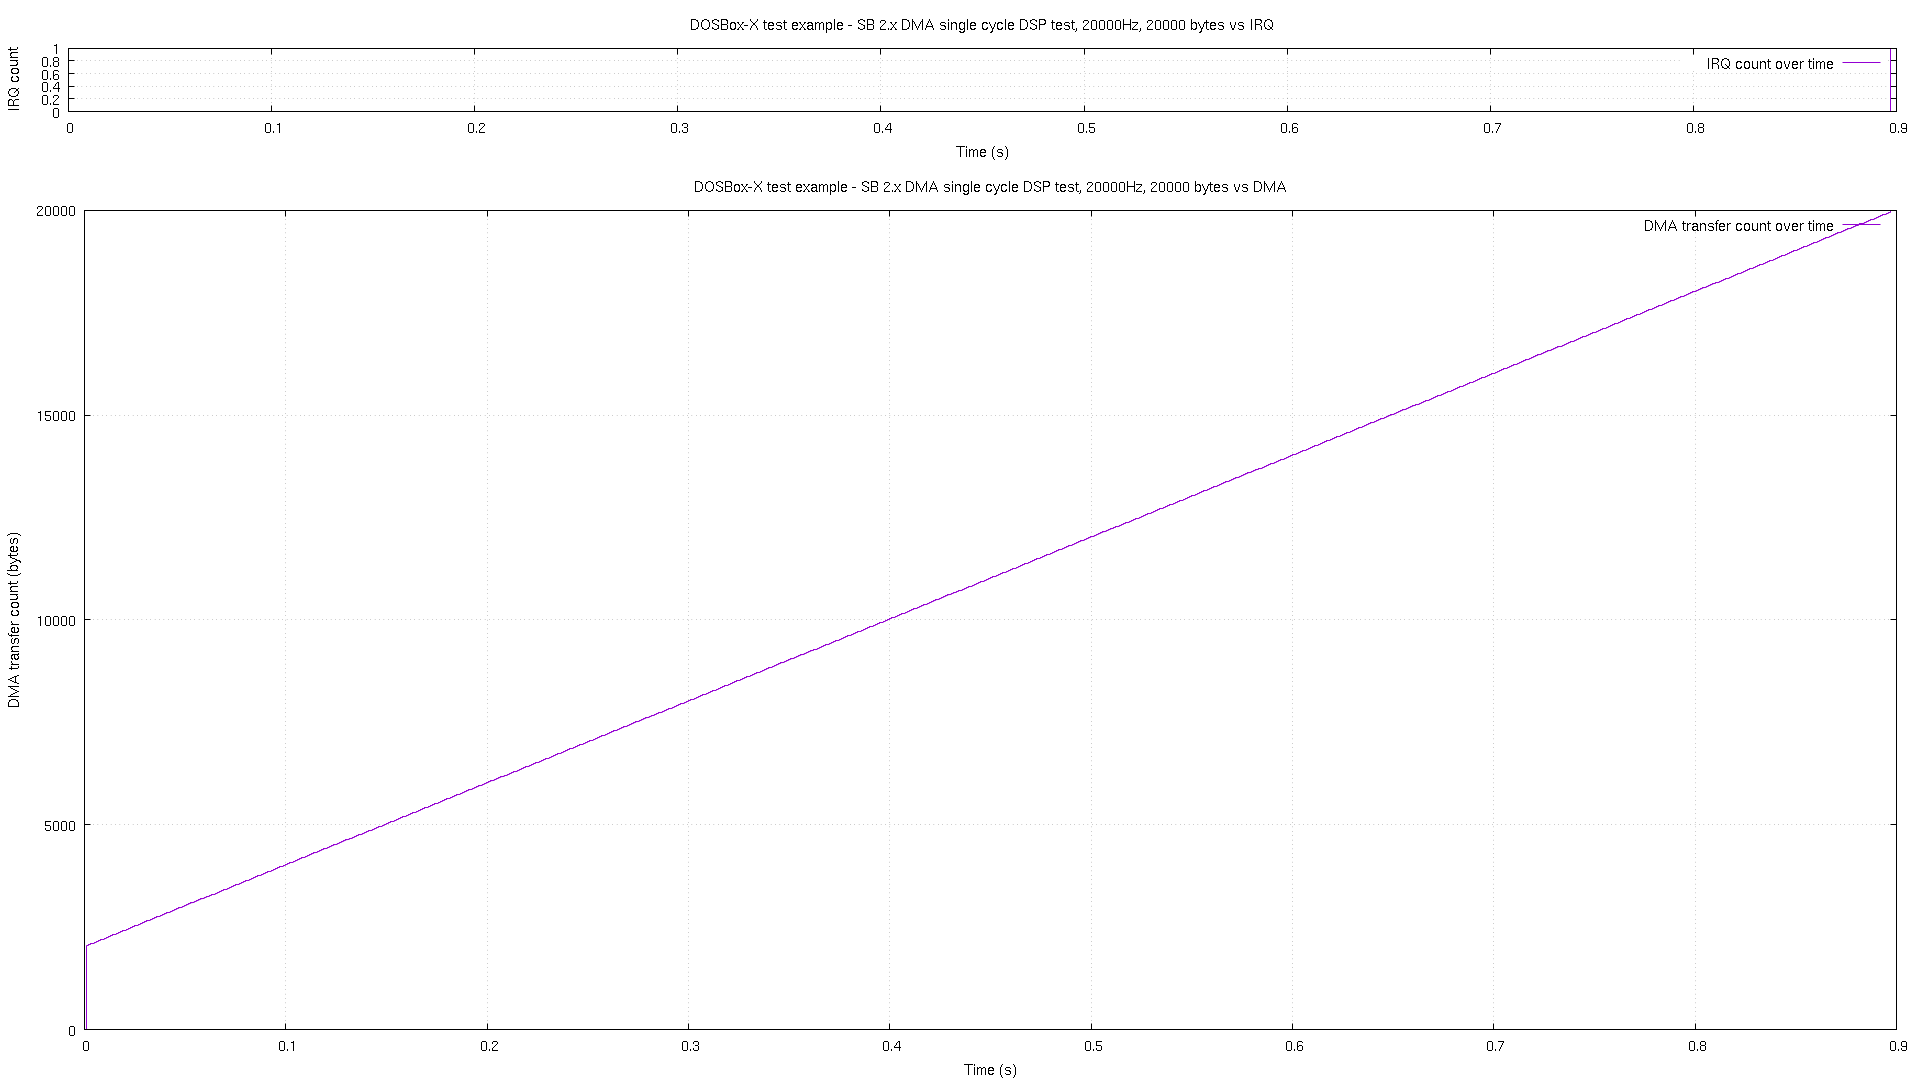 DOSBox-X test example - SB 2.x DMA single cycle DSP test, 20000Hz, 20000 bytes vs IRQ
IRQ count
1
0.8
0.6
0.4
0.2
0
IRQ count over time
0 0.1 0.2 0.3 0.4 0.5 0.6 0.7 0.8 0.9
Time (s)
DOSBox-X test example - SB 2.x DMA single cycle DSP test, 20000Hz, 20000 bytes vs DMA
DMA transfer count (bytes)
20000
15000
10000
5000
0
DMA transfer count over time
0 0.1 0.2 0.3 0.4 0.5 0.6 0.7 0.8 0.9
Time (s)